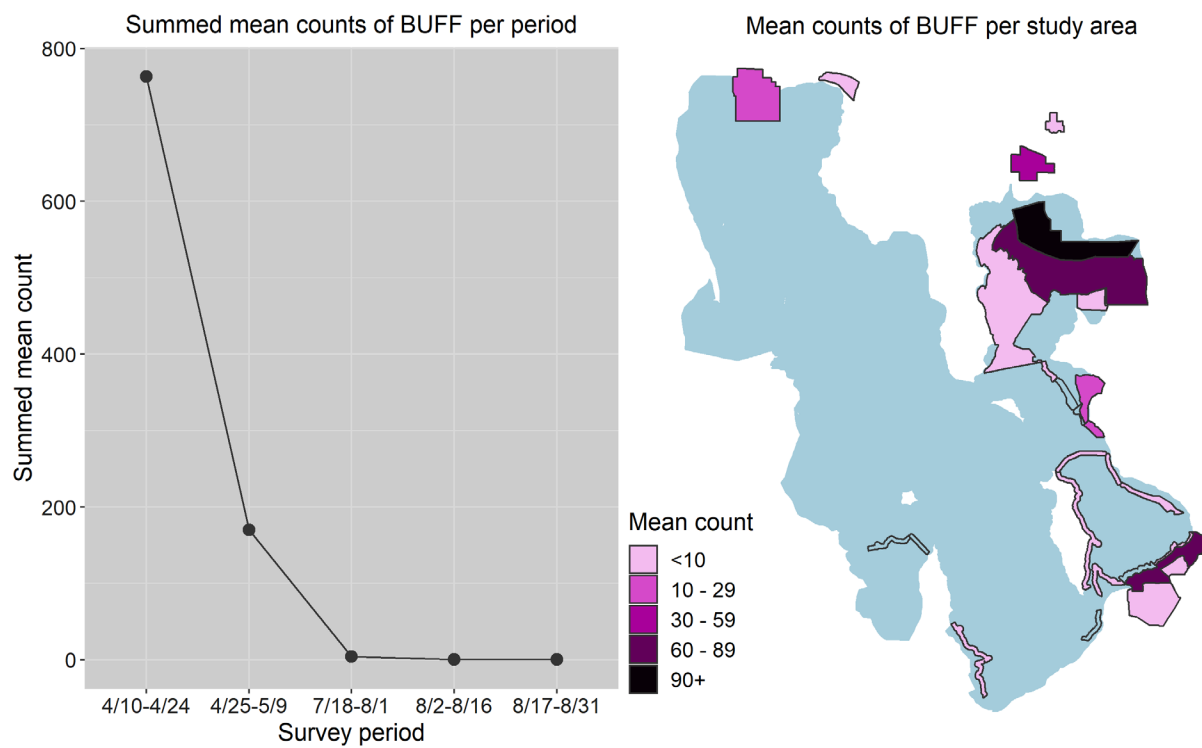 Summed mean counts of BUFF per period
800
600
400
200
0
Summed mean count
4/10-4/24 4/25-5/9 7/18-8/1 8/2-8/16 8/17-8/31
Survey period
Mean counts of BUFF per study area
Mean count
<10
10 - 29
30 - 59
60 - 89
90+